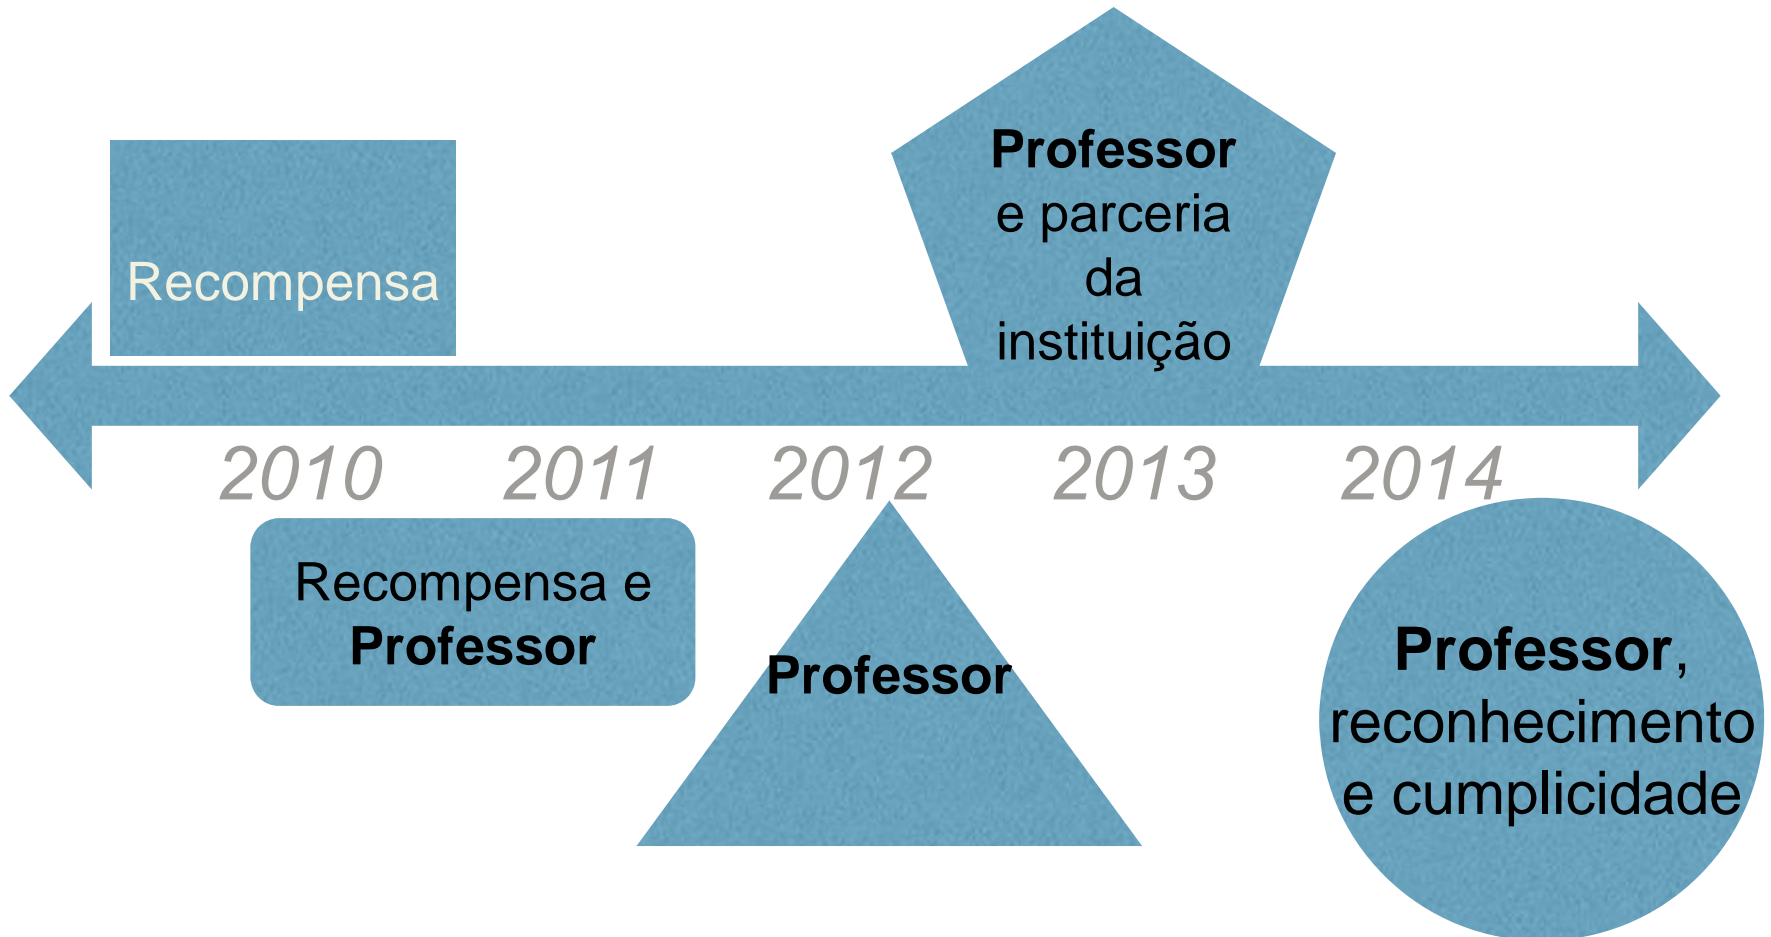 Recompensa
Professor
e parceria
da
instituição
2010 2011 2012 2013 2014
Recompensa e
Professor
Professor
Professor,
reconhecimento
e cumplicidade